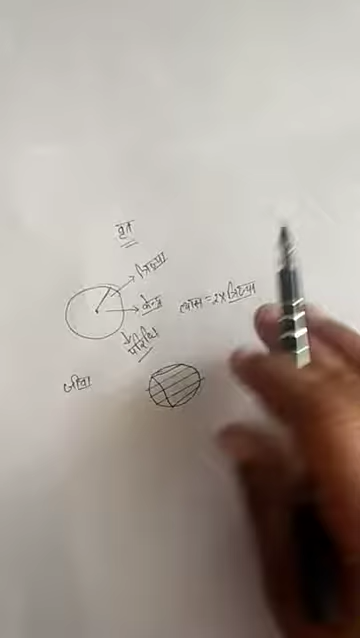 वृत
त्रिज्या
केन्द्र
व्यास = 2 x त्रिज्या
परिधि
जीवा